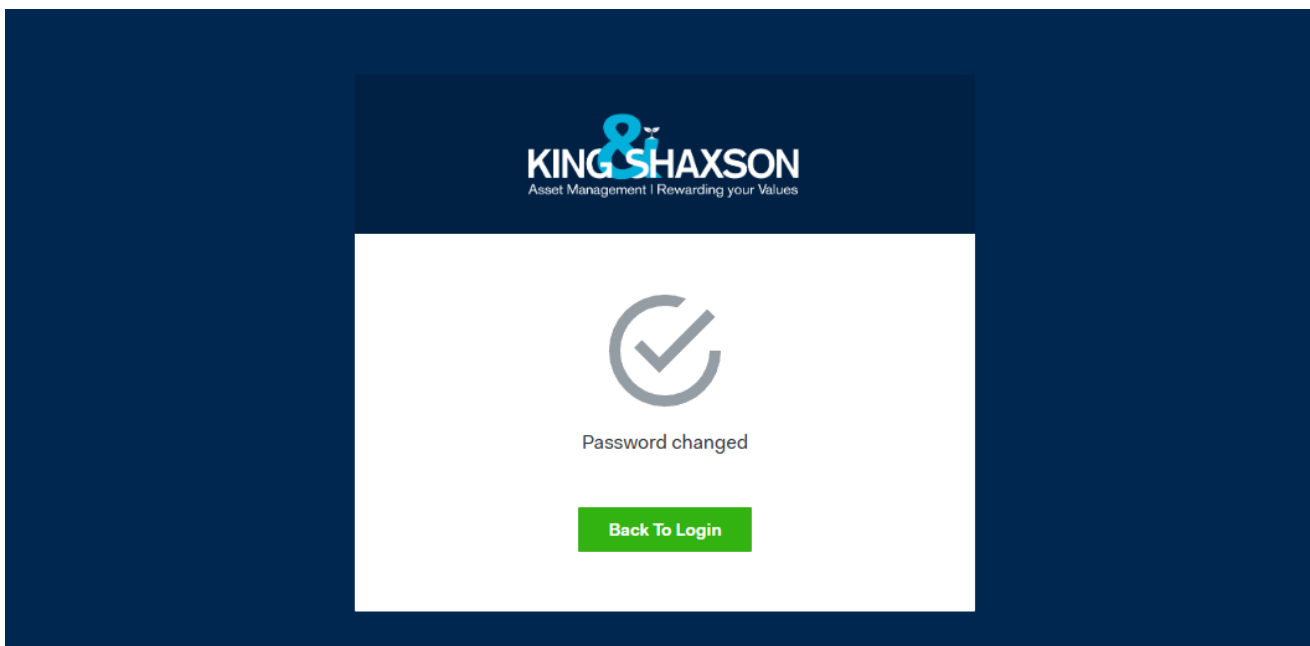 KING & SHAXSON
Asset Management | Rewarding your Values
Password changed
Back To Login